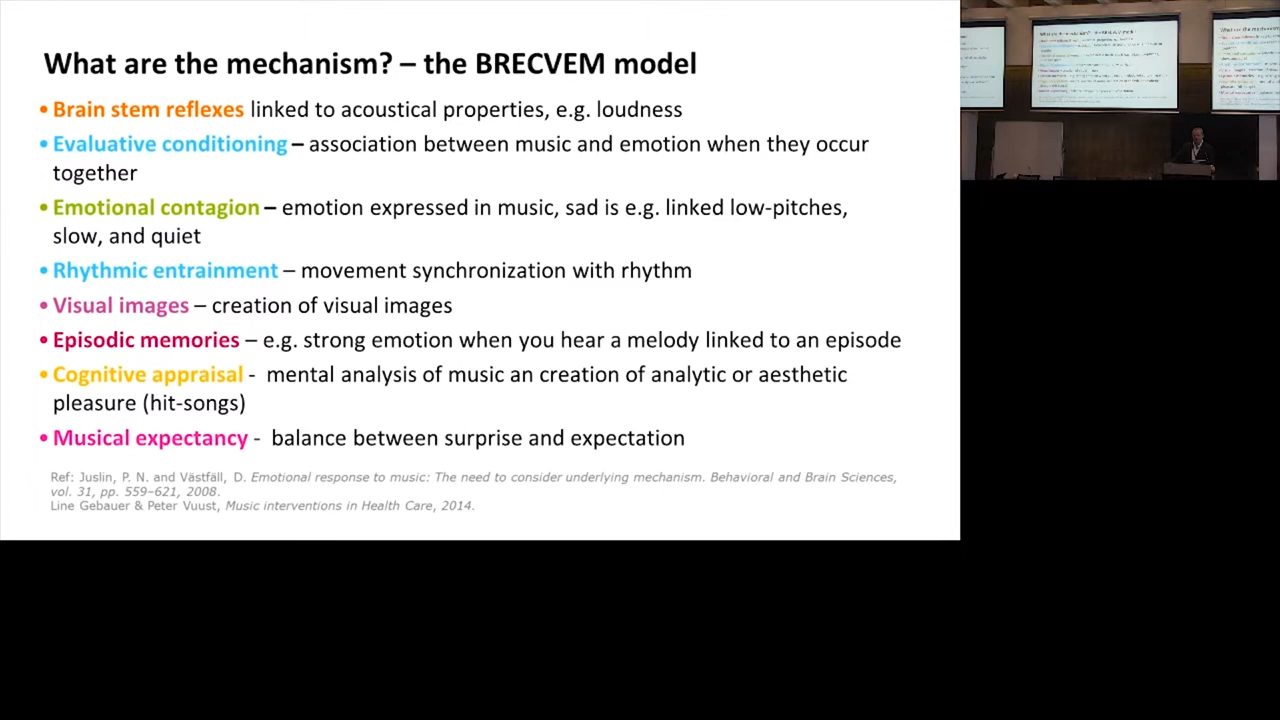 What are the mechanism? – the BRECVEM model
• Brain stem reflexes linked to acoustical properties, e.g. loudness
• Evaluative conditioning – association between music and emotion when they occur
together
• Emotional contagion – emotion expressed in music, sad is e.g. linked low-pitches,
slow, and quiet
• Rhythmic entrainment – movement synchronization with rhythm
• Visual images – creation of visual images
• Episodic memories – e.g. strong emotion when you hear a melody linked to an episode
• Cognitive appraisal - mental analysis of music an creation of analytic or aesthetic
pleasure (hit-songs)
• Musical expectancy - balance between surprise and expectation
Ref: Juslin, P. N. and Västfäll, D. Emotional response to music: The need to consider underlying mechanism. Behavioral and Brain Sciences,
vol. 31, pp. 559–621, 2008.
Line Gebauer & Peter Vuust, Music interventions in Health Care, 2014.